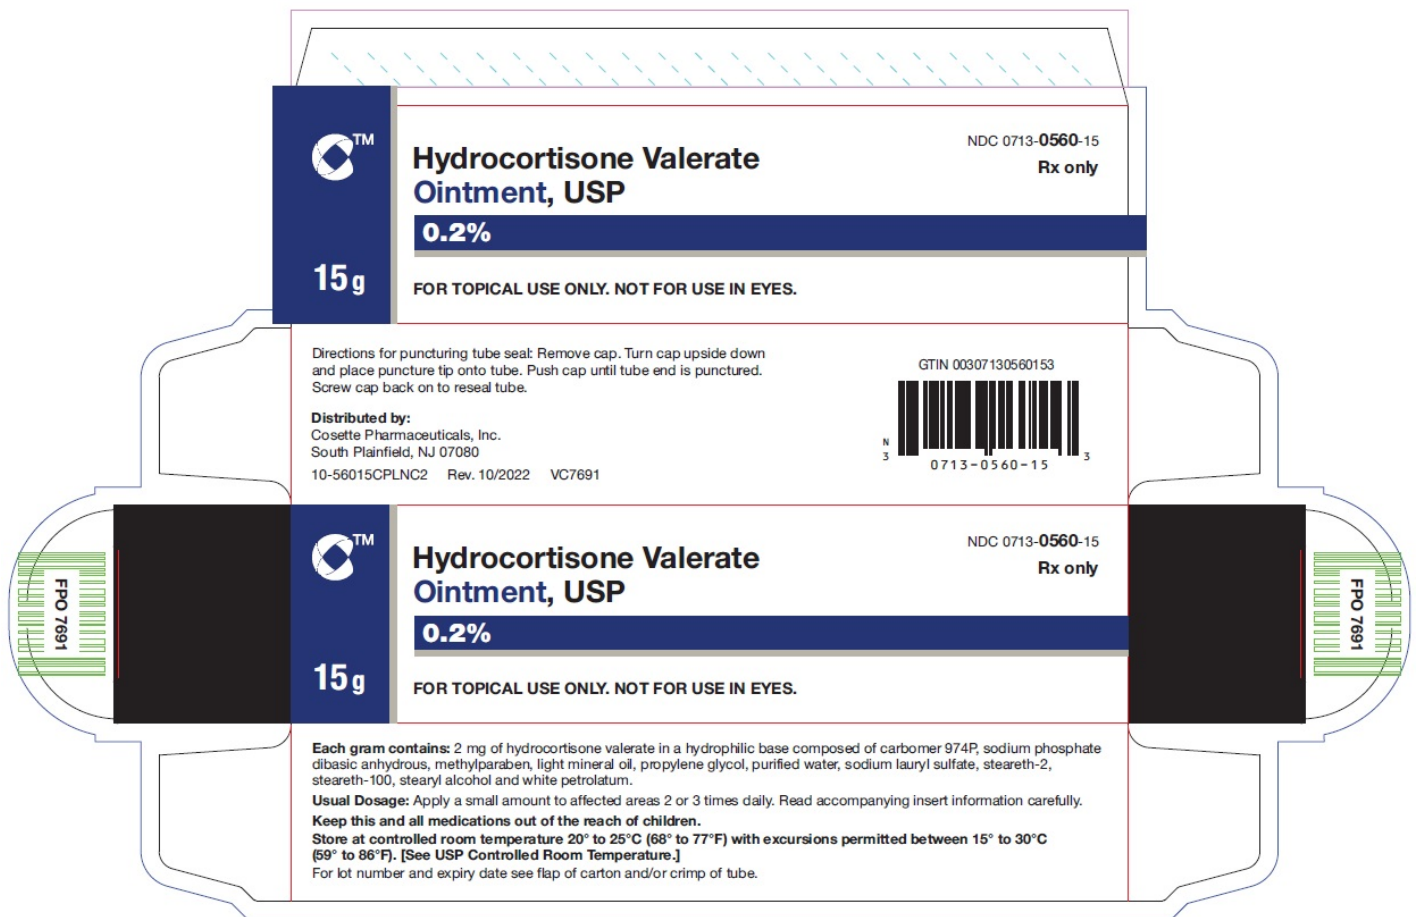 TM
Hydrocortisone Valerate
Ointment, USP
NDC 0713-0560-15
Rx only
0.2%
15 g
FOR TOPICAL USE ONLY. NOT FOR USE IN EYES.
Directions for puncturing tube seal: Remove cap. Turn cap upside down
and place puncture tip onto tube. Push cap until tube end is punctured.
Screw cap back on to reseal tube.
Distributed by:
Cosette Pharmaceuticals, Inc.
South Plainfield, NJ 07080
10-56015CPLNC2 Rev. 10/2022 VC7691
GTIN 00307130560153
N
3 0713-0560-15 3
TM
Hydrocortisone Valerate
Ointment, USP
NDC 0713-0560-15
Rx only
0.2%
15 g
FOR TOPICAL USE ONLY. NOT FOR USE IN EYES.
FPO 7691
FPO 7691
Each gram contains: 2 mg of hydrocortisone valerate in a hydrophilic base composed of carbomer 974P, sodium phosphate
dibasic anhydrous, methylparaben, light mineral oil, propylene glycol, purified water, sodium lauryl sulfate, steareth-2,
steareth-100, stearyl alcohol and white petrolatum.
Usual Dosage: Apply a small amount to affected areas 2 or 3 times daily. Read accompanying insert information carefully.
Keep this and all medications out of the reach of children.
Store at controlled room temperature 20° to 25°C (68° to 77°F) with excursions permitted between 15° to 30°C
(59° to 86°F). [See USP Controlled Room Temperature.]
For lot number and expiry date see flap of carton and/or crimp of tube.